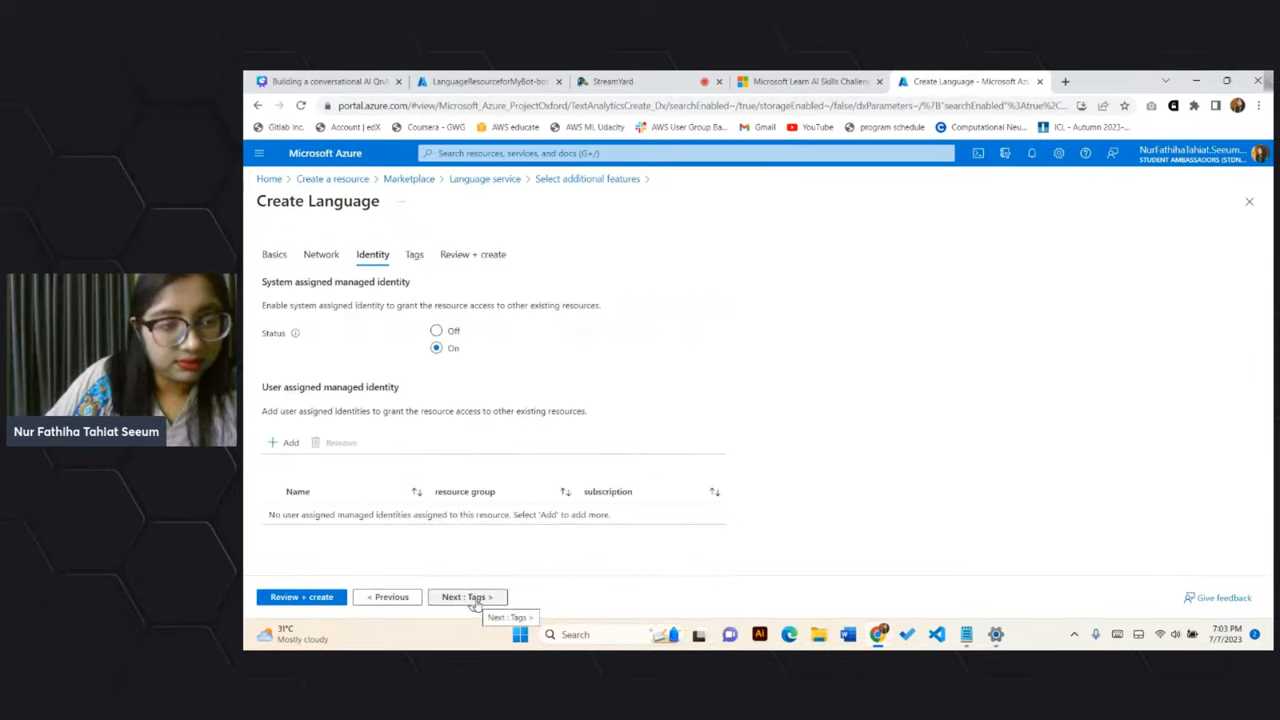 Building a conversational AI Qn
LanguageResourceforMyBot-bo
StreamYard
Microsoft Learn AI Skills Challen
Create Language - Microsoft Az
portal.azure.com/#view/Microsoft_Azure_ProjectOxford/TextAnalyticsCreate_Dx/searchEnabled~/true/storageEnabled~/false/dxParameters~/%7B"searchEnabled"%3Atrue%2C...
Gitlab Inc.
Account | edX
Coursera - GWG
AWS educate
AWS ML Udacity
AWS User Group Ba...
Gmail
YouTube
program schedule
Computational Neu...
ICL - Autumn 2023-...
Microsoft Azure
Search resources, services, and docs (G+/)
NurFathihaTahiat.Seeum...
STUDENT AMBASSADORS (STDN...
Home > Create a resource > Marketplace > Language service > Select additional features >
Create Language ...
Basics Network Identity Tags Review + create
System assigned managed identity
Enable system assigned identity to grant the resource access to other existing resources.
Status
Off
On
User assigned managed identity
Add user assigned identities to grant the resource access to other existing resources.
+ Add Remove
Name resource group subscription
No user assigned managed identities assigned to this resource. Select 'Add' to add more.
Review + create < Previous Next : Tags >
Next : Tags >
Give feedback
Nur Fathiha Tahiat Seeum
31°C
Mostly cloudy
Search
Ai
7:03 PM
7/7/2023
2